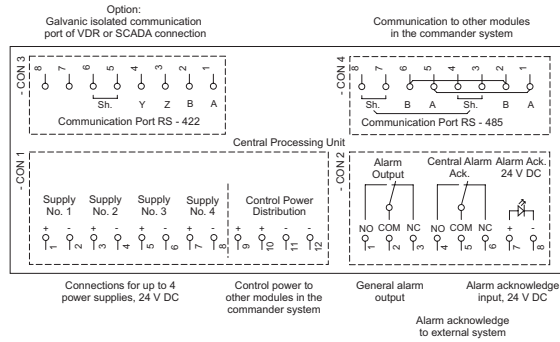 Option:
Galvanic isolated communication
port of VDR or SCADA connection
Communication to other modules
in the commander system
- CON 3
8 7 6 5 4 3 2 1
Sh. Y Z B A
Communication Port RS - 422
- CON 4
8 7 6 5 4 3 2 1
Sh. B A Sh. B A
Communication Port RS - 485
Central Processing Unit
- CON 1
Supply No. 1
Supply No. 2
Supply No. 3
Supply No. 4
Control Power
Distribution
+ - + - + - + - + + - -
1 2 3 4 5 6 7 8 9 10 11 12
- CON 2
Alarm
Output
Central Alarm
Ack.
Alarm Ack.
24 V DC
NO COM NC NO COM NC + -
1 2 3 4 5 6 7 8
Connections for up to 4
power supplies, 24 V DC
Control power to
other modules in the
commander system
General alarm
output
Alarm acknowledge
input, 24 V DC
Alarm acknowledge
to external system